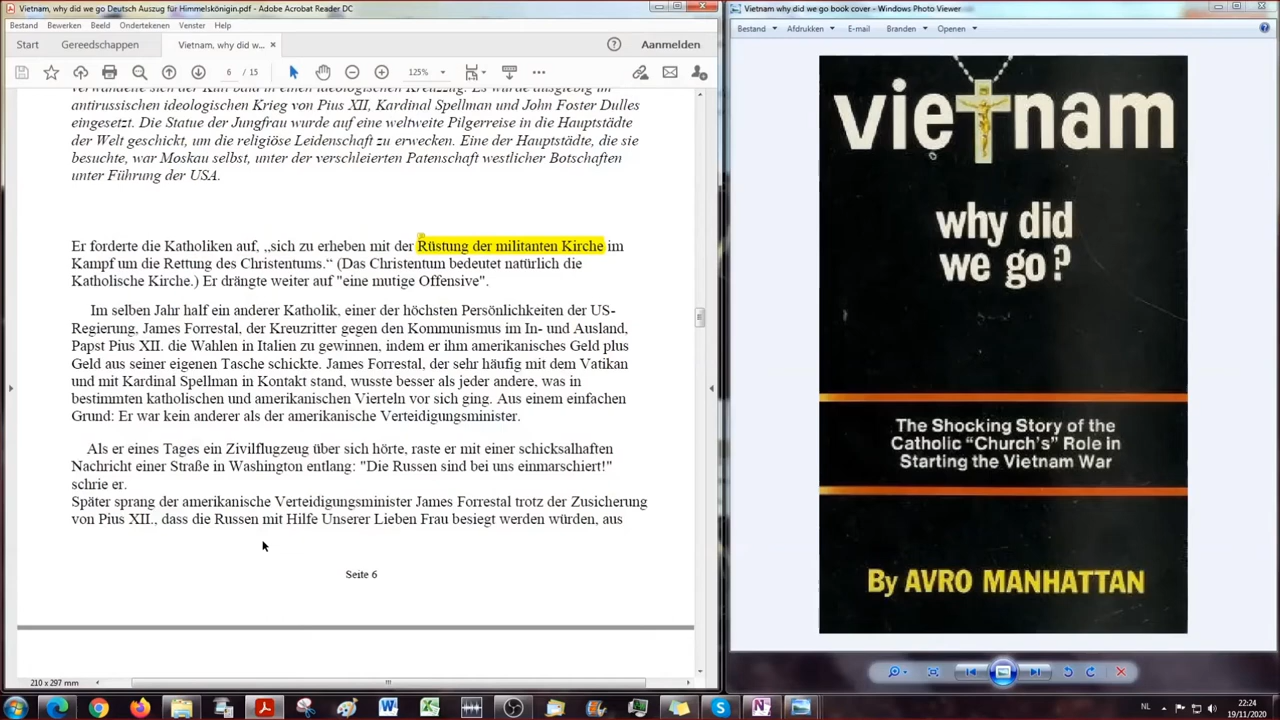 Vietnam, why did we go Deutsch Auszug für Himmelskönigin.pdf - Adobe Acrobat Reader DC
Bestand Bewerken Beeld Ondertekenen Venster Help
Start Gereedschappen Vietnam, why did w... × Aanmelden
6 / 15 125%
antirussischen ideologischen Krieg von Pius XII, Kardinal Spellman und John Foster Dulles
eingesetzt. Die Statue der Jungfrau wurde auf eine weltweite Pilgerreise in die Hauptstädte
der Welt geschickt, um die religiöse Leidenschaft zu erwecken. Eine der Hauptstädte, die sie
besuchte, war Moskau selbst, unter der verschleierten Patenschaft westlicher Botschaften
unter Führung der USA.
Er forderte die Katholiken auf, „sich zu erheben mit der Rüstung der militanten Kirche im
Kampf um die Rettung des Christentums.“ (Das Christentum bedeutet natürlich die
Katholische Kirche.) Er drängte weiter auf "eine mutige Offensive".
Im selben Jahr half ein anderer Katholik, einer der höchsten Persönlichkeiten der US-
Regierung, James Forrestal, der Kreuzritter gegen den Kommunismus im In- und Ausland,
Papst Pius XII. die Wahlen in Italien zu gewinnen, indem er ihm amerikanisches Geld plus
Geld aus seiner eigenen Tasche schickte. James Forrestal, der sehr häufig mit dem Vatikan
und mit Kardinal Spellman in Kontakt stand, wusste besser als jeder andere, was in
bestimmten katholischen und amerikanischen Vierteln vor sich ging. Aus einem einfachen
Grund: Er war kein anderer als der amerikanische Verteidigungsminister.
Als er eines Tages ein Zivilflugzeug über sich hörte, raste er mit einer schicksalhaften
Nachricht einer Straße in Washington entlang: "Die Russen sind bei uns einmarschiert!"
schrie er.
Später sprang der amerikanische Verteidigungsminister James Forrestal trotz der Zusicherung
von Pius XII., dass die Russen mit Hilfe Unserer Lieben Frau besiegt werden würden, aus
Seite 6
210 x 297 mm
Vietnam why did we go book cover - Windows Photo Viewer
Bestand Afdrukken E-mail Branden Openen
vietnam
why did
we go?
The Shocking Story of the
Catholic “Church’s” Role in
Starting the Vietnam War
By AVRO MANHATTAN
NL 22:24
19/11/2020